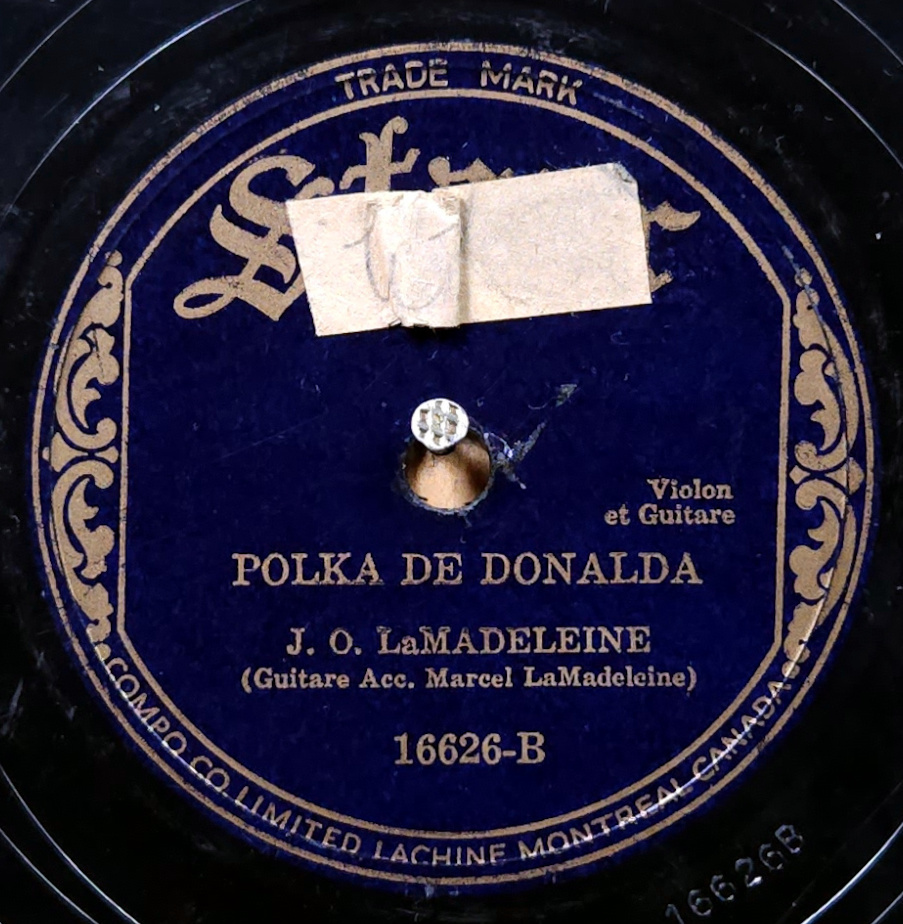 TRADE MARK
Violon
et Guitare
POLKA DE DONALDA
J. O. LaMADELEINE
(Guitare Acc. Marcel LaMadeleine)
16626-B
COMPO CO. LIMITED LACHINE MONTREAL CANADA
16626B